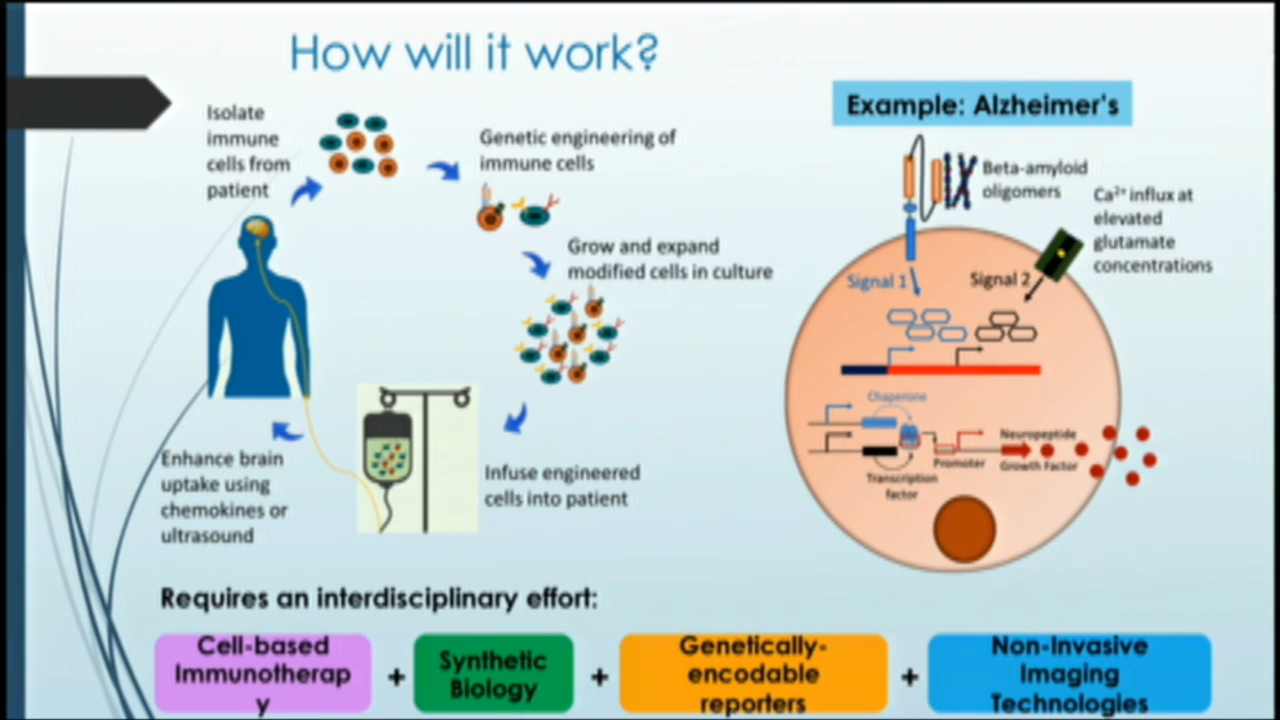 How will it work?
Isolate
immune
cells from
patient
Genetic engineering of
immune cells
Grow and expand
modified cells in culture
Infuse engineered
cells into patient
Enhance brain
uptake using
chemokines or
ultrasound
Example: Alzheimer's
Beta-amyloid
oligomers
Ca²⁺ influx at
elevated
glutamate
concentrations
Signal 1
Signal 2
Chaperone
Transcription
factor
Promoter
Neuropeptide
Growth Factor
Requires an interdisciplinary effort:
Cell-based
Immunotherap
y
+
Synthetic
Biology
+
Genetically-
encodable
reporters
+
Non-Invasive
Imaging
Technologies